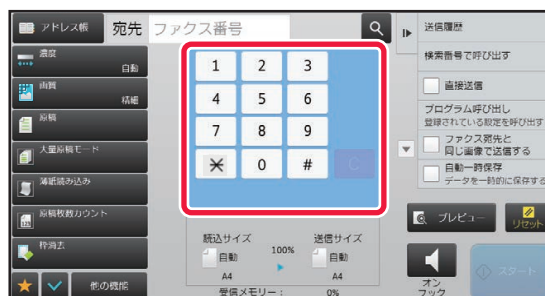 アドレス帳
宛先
ファクス番号
濃度
自動
画質
精細
原稿
大量原稿モード
薄紙読み込み
原稿枚数カウント
枠消去
他の機能
1 2 3
4 5 6
7 8 9
* 0 # C
読込サイズ
自動
A4
100%
送信サイズ
自動
A4
受信メモリー： 0%
送信履歴
検索番号で呼び出す
直接送信
プログラム呼び出し
登録されている設定を呼び出す
ファクス宛先と
同じ画像で送信する
自動一時保存
データを一時的に保存する
プレビュー
リセット
オン
フック
スタート